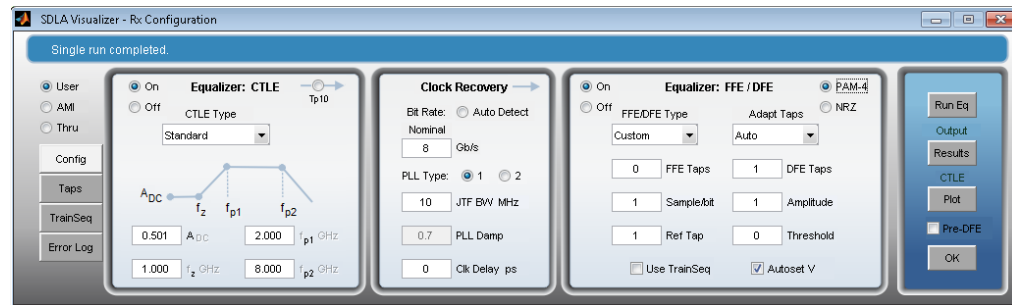 SDLA Visualizer - Rx Configuration
Single run completed.
User
AMI
Thru
Config
Taps
TrainSeq
Error Log
On
Off
Equalizer: CTLE
Tp10
CTLE Type
Standard
ADC
fz
fp1
fp2
0.501 ADC 2.000 fp1 GHz
1.000 fz GHz 8.000 fp2 GHz
Clock Recovery
Bit Rate: Auto Detect
Nominal
8 Gb/s
PLL Type: 1 2
10 JTF BW MHz
0.7 PLL Damp
0 Clk Delay ps
On Equalizer: FFE / DFE PAM-4
Off NRZ
FFE/DFE Type Adapt Taps
Custom Auto
0 FFE Taps 1 DFE Taps
1 Sample/bit 1 Amplitude
1 Ref Tap 0 Threshold
Use TrainSeq Autoset V
Run Eq
Output
Results
CTLE
Plot
Pre-DFE
OK